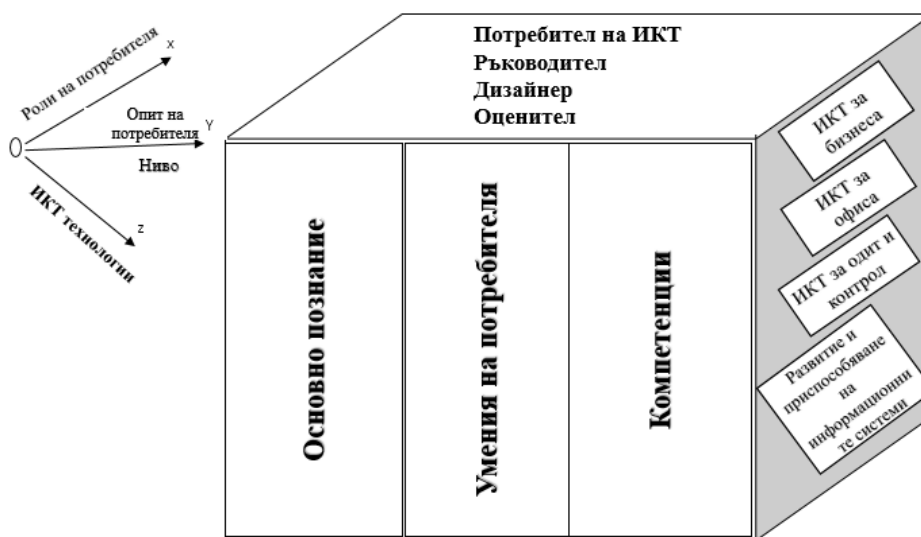 Роли на потребителя
X
Опит на
потребителя
Y
Ниво
O
ИКТ технологии
Z
Потребител на ИКТ
Ръководител
Дизайнер
Оценител
Основно познание
Умения на потребителя
Компетенции
ИКТ за
бизнеса
ИКТ за
офиса
ИКТ за одит и
контрол
Развитие и
приспособяване
на
информационни
те системи